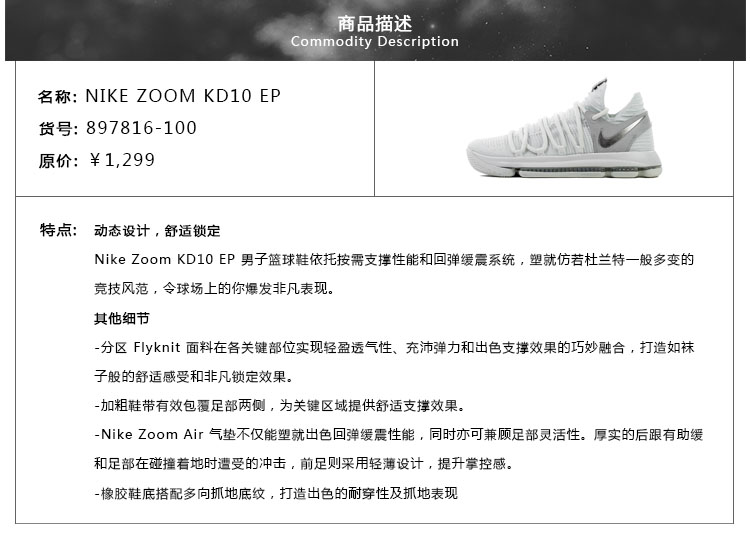 商品描述
Commodity Description
名称: NIKE ZOOM KD10 EP
货号: 897816-100
原价: ￥1,299
特点: 动态设计，舒适锁定
Nike Zoom KD10 EP 男子篮球鞋依托按需支撑性能和回弹缓震系统，塑就仿若杜兰特一般多变的
竞技风范，令球场上的你爆发非凡表现。
其他细节
-分区 Flyknit 面料在各关键部位实现轻盈透气性、充沛弹力和出色支撑效果的巧妙融合，打造如袜
子般的舒适感受和非凡锁定效果。
-加粗鞋带有效包覆足部两侧，为关键区域提供舒适支撑效果。
-Nike Zoom Air 气垫不仅能塑就出色回弹缓震性能，同时亦可兼顾足部灵活性。厚实的后跟有助缓
和足部在碰撞着地时遭受的冲击，前足则采用轻薄设计，提升掌控感。
-橡胶鞋底搭配多向抓地底纹，打造出色的耐穿性及抓地表现